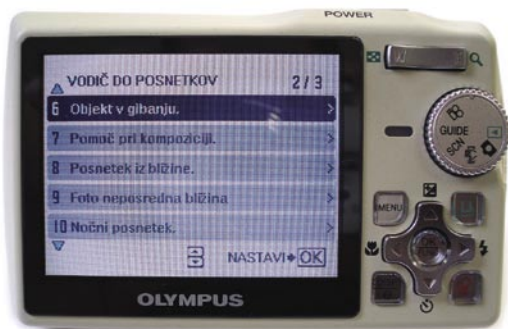 POWER
VODIČ DO POSNETKOV 2 / 3
6 Objekt v gibanju. >
7 Pomoč pri kompoziciji. >
8 Posnetek iz bližine. >
9 Foto neposredna bližina >
10 Nočni posnetek. >
NASTAVI OK
OLYMPUS
GUIDE
SCN
MENU
OK